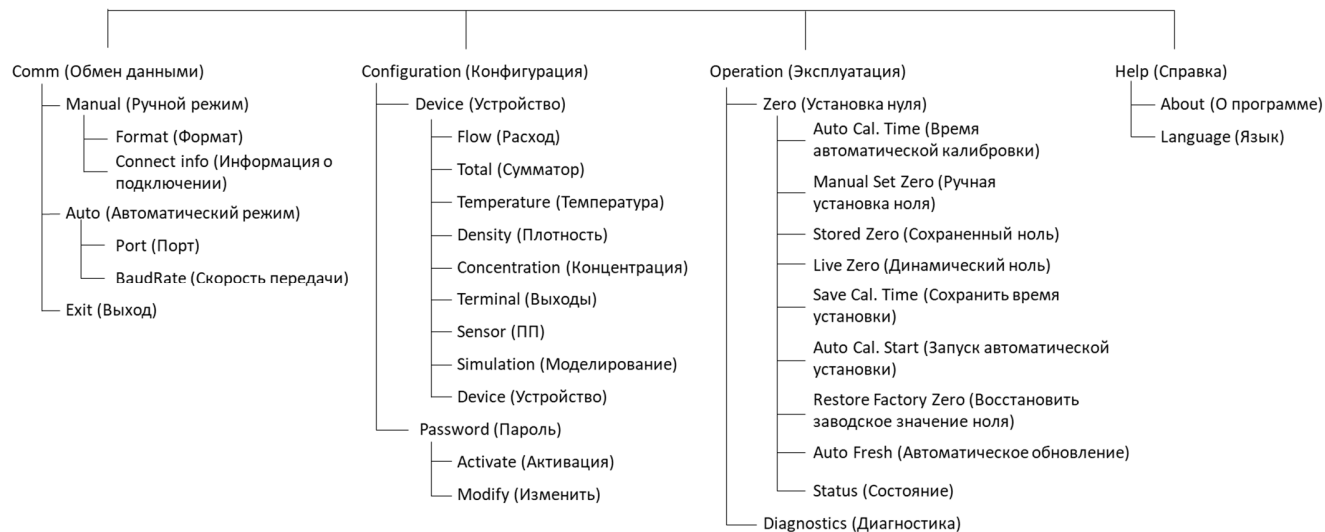 Comm (Обмен данными)
Manual (Ручной режим)
Format (Формат)
Connect info (Информация о
подключении)
Auto (Автоматический режим)
Port (Порт)
BaudRate (Скорость передачи)
Exit (Выход)
Configuration (Конфигурация)
Device (Устройство)
Flow (Расход)
Total (Сумматор)
Temperature (Температура)
Density (Плотность)
Concentration (Концентрация)
Terminal (Выходы)
Sensor (ПП)
Simulation (Моделирование)
Device (Устройство)
Password (Пароль)
Activate (Активация)
Modify (Изменить)
Operation (Эксплуатация)
Zero (Установка нуля)
Auto Cal. Time (Время
автоматической калибровки)
Manual Set Zero (Ручная
установка ноля)
Stored Zero (Сохраненный ноль)
Live Zero (Динамический ноль)
Save Cal. Time (Сохранить время
установки)
Auto Cal. Start (Запуск автоматической
установки)
Restore Factory Zero (Восстановить
заводское значение ноля)
Auto Fresh (Автоматическое обновление)
Status (Состояние)
Diagnostics (Диагностика)
Help (Справка)
About (О программе)
Language (Язык)